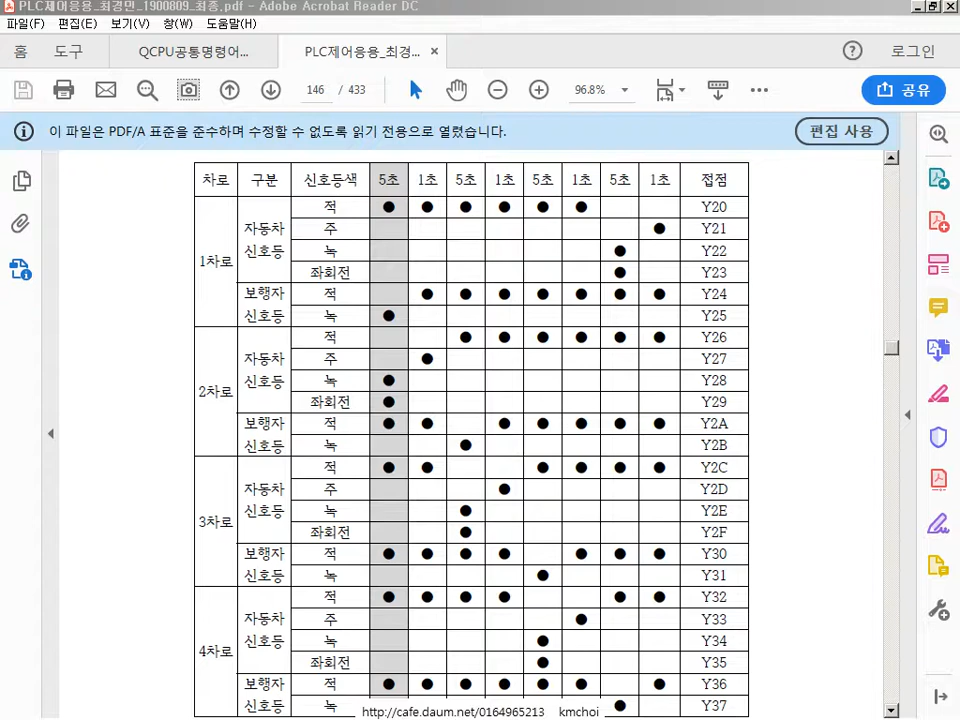 PLC제어응용_최경민_1900809_최종.pdf - Adobe Acrobat Reader DC
파일(F) 편집(E) 보기(V) 창(W) 도움말(H)
홈 도구 QCPU공통명령어... PLC제어응용_최경... × ? 로그인
146 / 433 96.8% 공유
이 파일은 PDF/A 표준을 준수하며 수정할 수 없도록 읽기 전용으로 열렸습니다. 편집 사용
차로 구분 신호등색 5초 1초 5초 1초 5초 1초 5초 1초 접점
1차로 자동차 신호등 적 ● ● ● ● ● ● Y20
주 ● Y21
녹 ● Y22
좌회전 ● Y23
보행자 신호등 적 ● ● ● ● ● ● ● Y24
녹 ● Y25
2차로 자동차 신호등 적 ● ● ● ● ● ● Y26
주 ● Y27
녹 ● Y28
좌회전 ● Y29
보행자 신호등 적 ● ● ● ● ● ● ● Y2A
녹 ● Y2B
3차로 자동차 신호등 적 ● ● ● ● ● ● Y2C
주 ● Y2D
녹 ● Y2E
좌회전 ● Y2F
보행자 신호등 적 ● ● ● ● ● ● ● Y30
녹 ● Y31
4차로 자동차 신호등 적 ● ● ● ● ● ● Y32
주 ● Y33
녹 ● Y34
좌회전 ● Y35
보행자 신호등 적 ● ● ● ● ● ● ● Y36
녹 ● Y37
http://cafe.daum.net/0164965213 kmchoi